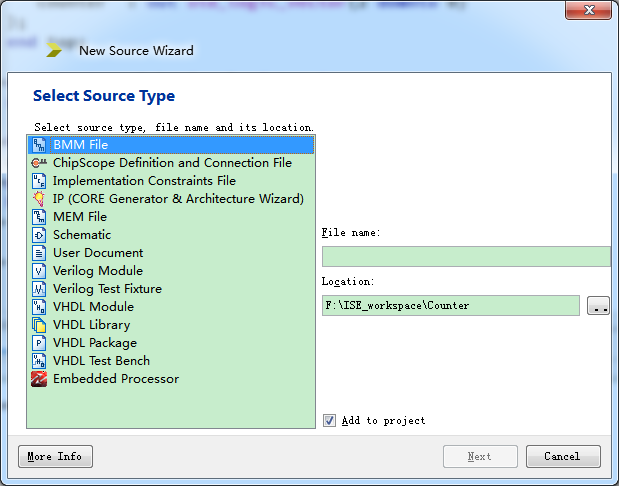 New Source Wizard
Select Source Type
Select source type, file name and its location.
BMM File
ChipScope Definition and Connection File
Implementation Constraints File
IP (CORE Generator & Architecture Wizard)
MEM File
Schematic
User Document
Verilog Module
Verilog Test Fixture
VHDL Module
VHDL Library
VHDL Package
VHDL Test Bench
Embedded Processor
File name:
Location:
F:\ISE_workspace\Counter
..
Add to project
More Info
Next
Cancel